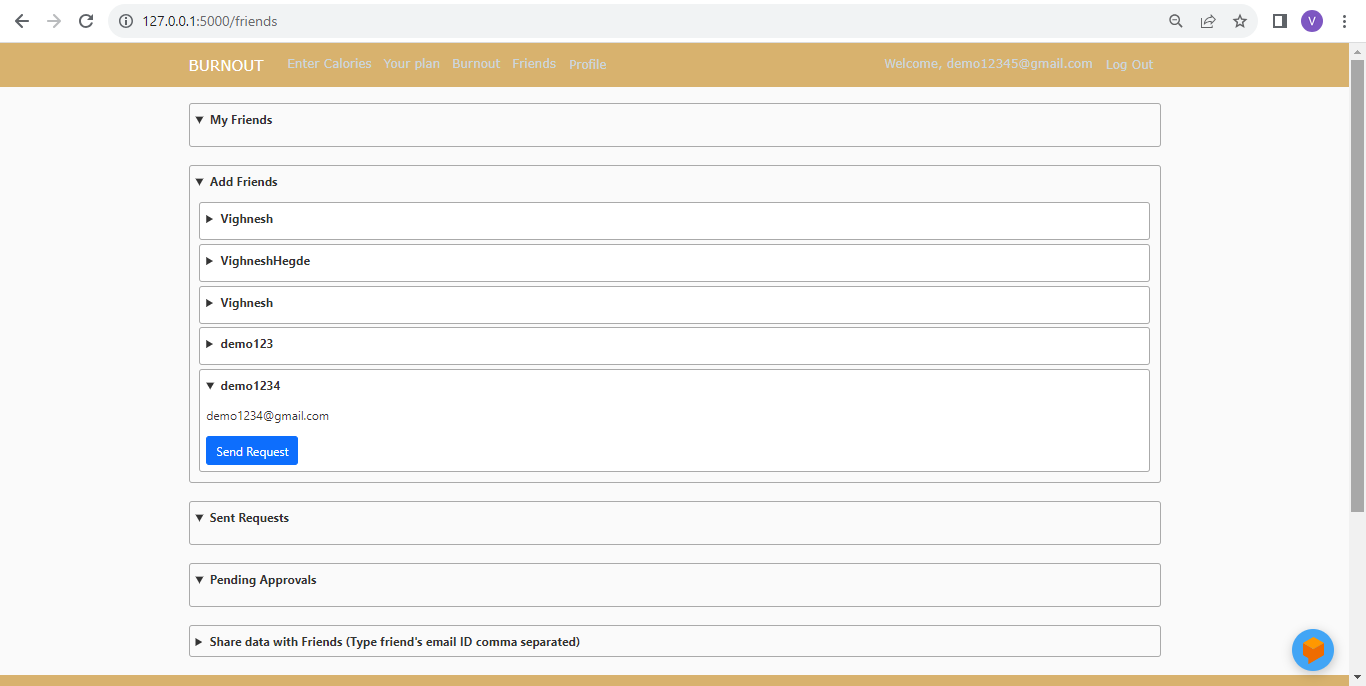 127.0.0.1:5000/friends
V
BURNOUT Enter Calories Your plan Burnout Friends Profile Welcome, demo12345@gmail.com Log Out
My Friends
Add Friends
Vighnesh
VighneshHegde
Vighnesh
demo123
demo1234
demo1234@gmail.com
Send Request
Sent Requests
Pending Approvals
Share data with Friends (Type friend's email ID comma separated)